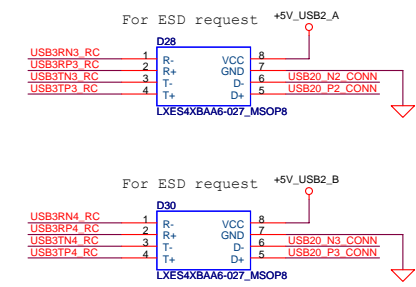 For ESD request +5V_USB2_A
D28
USB3RN3_RC 1 R- VCC 8
USB3RP3_RC 2 R+ GND 7
USB3TN3_RC 3 T- D- 6 USB20_N2_CONN
USB3TP3_RC 4 T+ D+ 5 USB20_P2_CONN
LXES4XBAA6-027_MSOP8
For ESD request +5V_USB2_B
D30
USB3RN4_RC 1 R- VCC 8
USB3RP4_RC 2 R+ GND 7
USB3TN4_RC 3 T- D- 6 USB20_N3_CONN
USB3TP4_RC 4 T+ D+ 5 USB20_P3_CONN
LXES4XBAA6-027_MSOP8